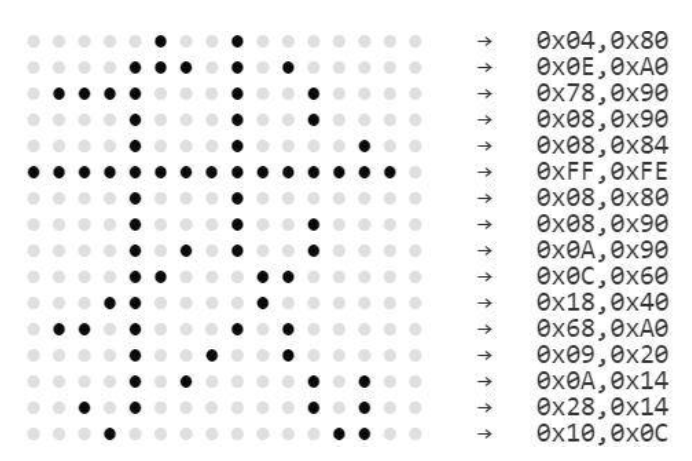 → 0x04,0x80
→ 0x0E,0xA0
→ 0x78,0x90
→ 0x08,0x90
→ 0x08,0x84
→ 0xFF,0xFE
→ 0x08,0x80
→ 0x08,0x90
→ 0x0A,0x90
→ 0x0C,0x60
→ 0x18,0x40
→ 0x68,0xA0
→ 0x09,0x20
→ 0x0A,0x14
→ 0x28,0x14
→ 0x10,0x0C